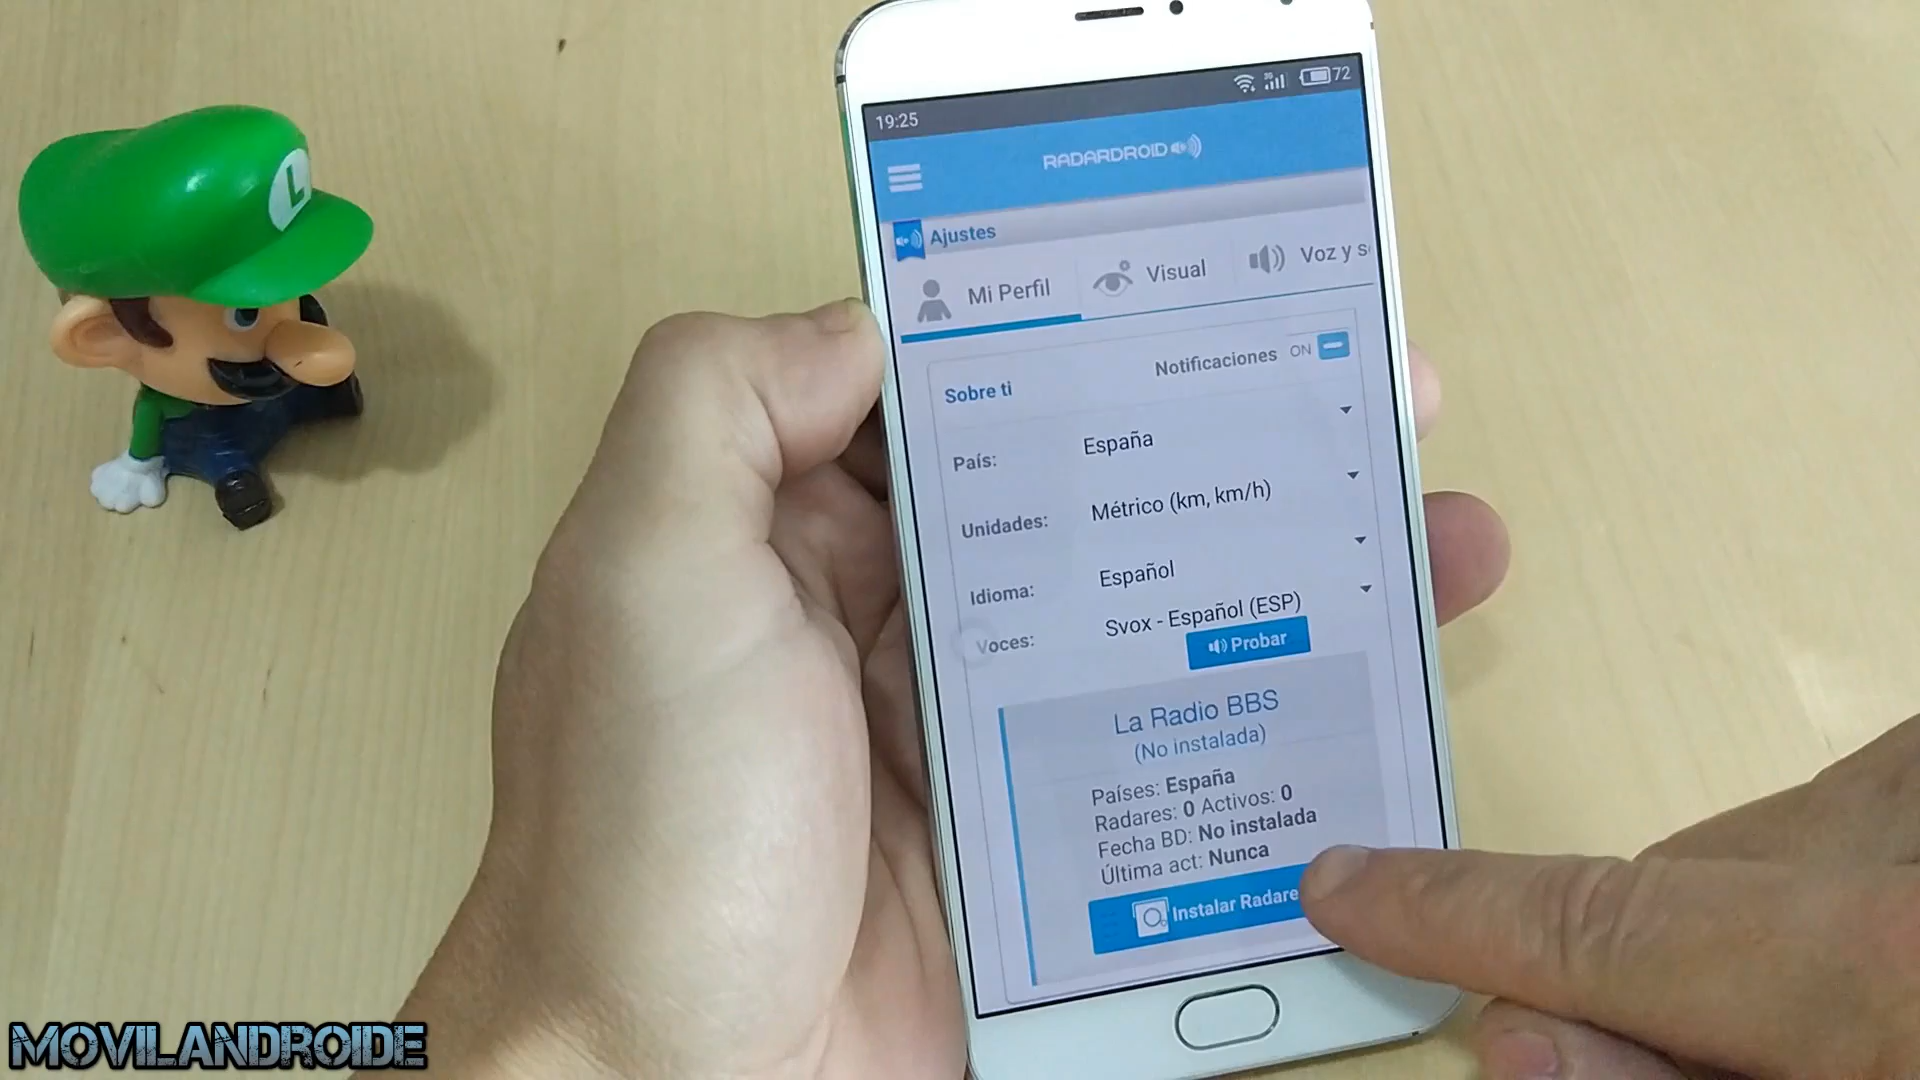 19:25
3G
72
RADARDROID
Ajustes
Mi Perfil
Visual
Voz y s
Sobre ti
Notificaciones
ON
País:
España
Unidades:
Métrico (km, km/h)
Idioma:
Español
Voces:
Svox - Español (ESP)
Probar
La Radio BBS
(No instalada)
Países: España
Radares: 0 Activos: 0
Fecha BD: No instalada
Última act: Nunca
Instalar Radare
L
MOVILANDROIDE